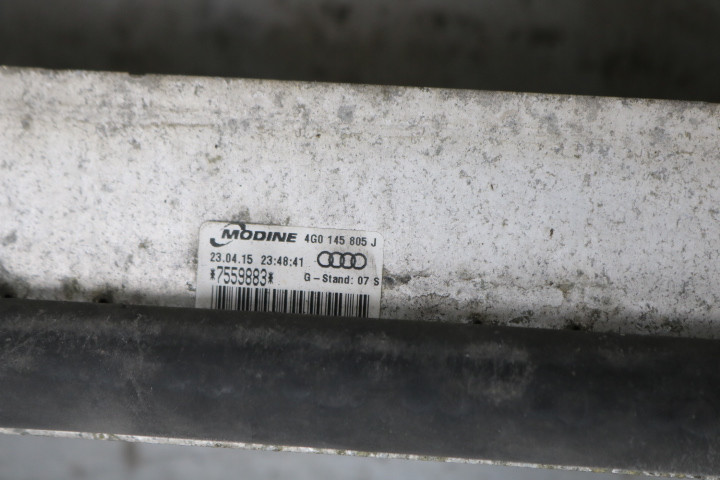 MODINE 4G0 145 805 J
23.04.15 23:48:41
*7559883* G-Stand: 07 S